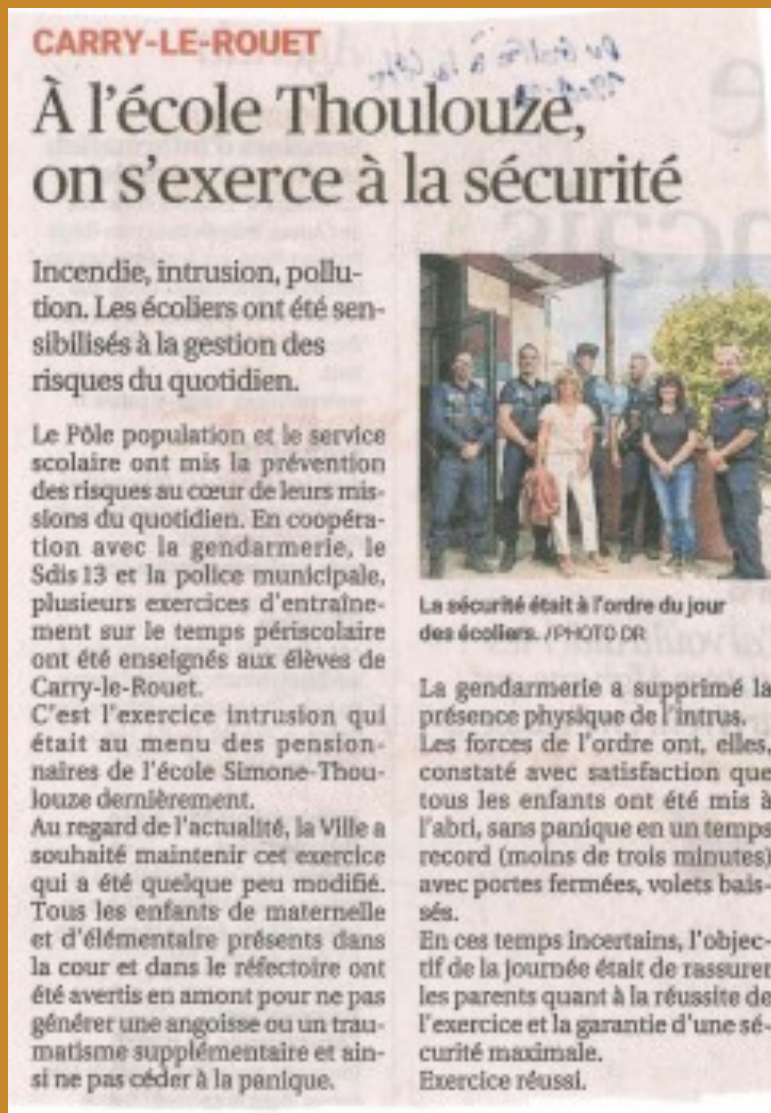 CARRY-LE-ROUET
À l'école Thoulouze,
on s'exerce à la sécurité
Incendie, intrusion, pollu-
tion. Les écoliers ont été sen-
sibilisés à la gestion des
risques du quotidien.
Le Pôle population et le service
scolaire ont mis la prévention
des risques au cœur de leurs mis-
sions du quotidien. En coopéra-
tion avec la gendarmerie, le
Sdis 13 et la police municipale,
plusieurs exercices d'entraîne-
ment sur le temps périscolaire
ont été enseignés aux élèves de
Carry-le-Rouet.
C'est l'exercice intrusion qui
était au menu des pension-
naires de l'école Simone-Thou-
louze dernièrement.
Au regard de l'actualité, la Ville a
souhaité maintenir cet exercice
qui a été quelque peu modifié.
Tous les enfants de maternelle
et d'élémentaire présents dans
la cour et dans le réfectoire ont
été avertis en amont pour ne pas
générer une angoisse ou un trau-
matisme supplémentaire et ain-
si ne pas céder à la panique.
La sécurité était à l'ordre du jour
des écoliers. / PHOTO DR
La gendarmerie a supprimé la
présence physique de l'intrus.
Les forces de l'ordre ont, elles,
constaté avec satisfaction que
tous les enfants ont été mis à
l'abri, sans panique en un temps
record (moins de trois minutes)
avec portes fermées, volets bais-
sés.
En ces temps incertains, l'objec-
tif de la journée était de rassurer
les parents quant à la réussite de
l'exercice et la garantie d'une sé-
curité maximale.
Exercice réussi.